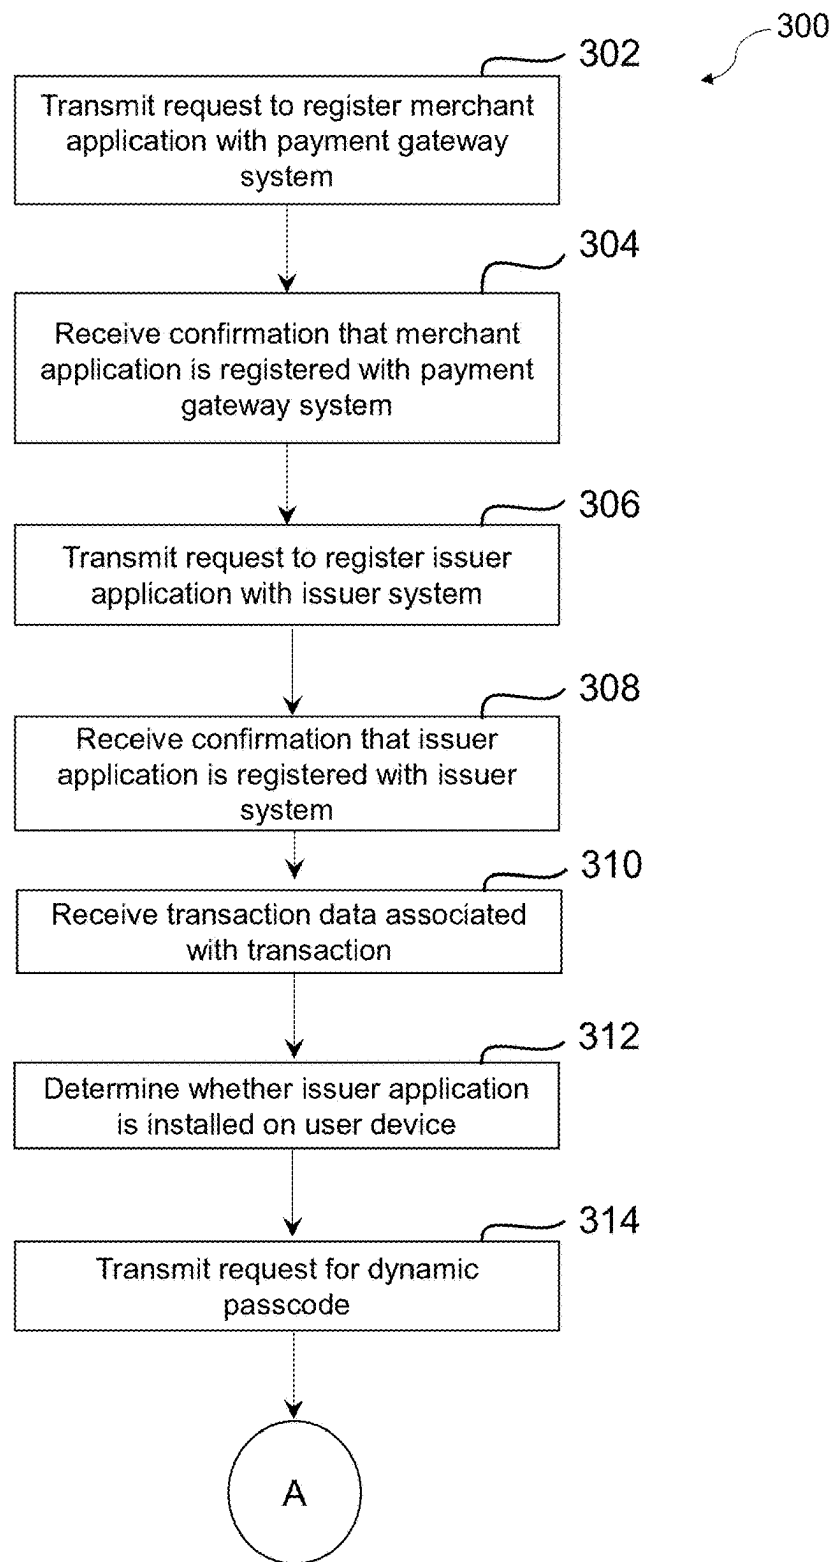 300
302
Transmit request to register merchant
application with payment gateway
system
304
Receive confirmation that merchant
application is registered with payment
gateway system
306
Transmit request to register issuer
application with issuer system
308
Receive confirmation that issuer
application is registered with issuer
system
310
Receive transaction data associated
with transaction
312
Determine whether issuer application
is installed on user device
314
Transmit request for dynamic
passcode
A